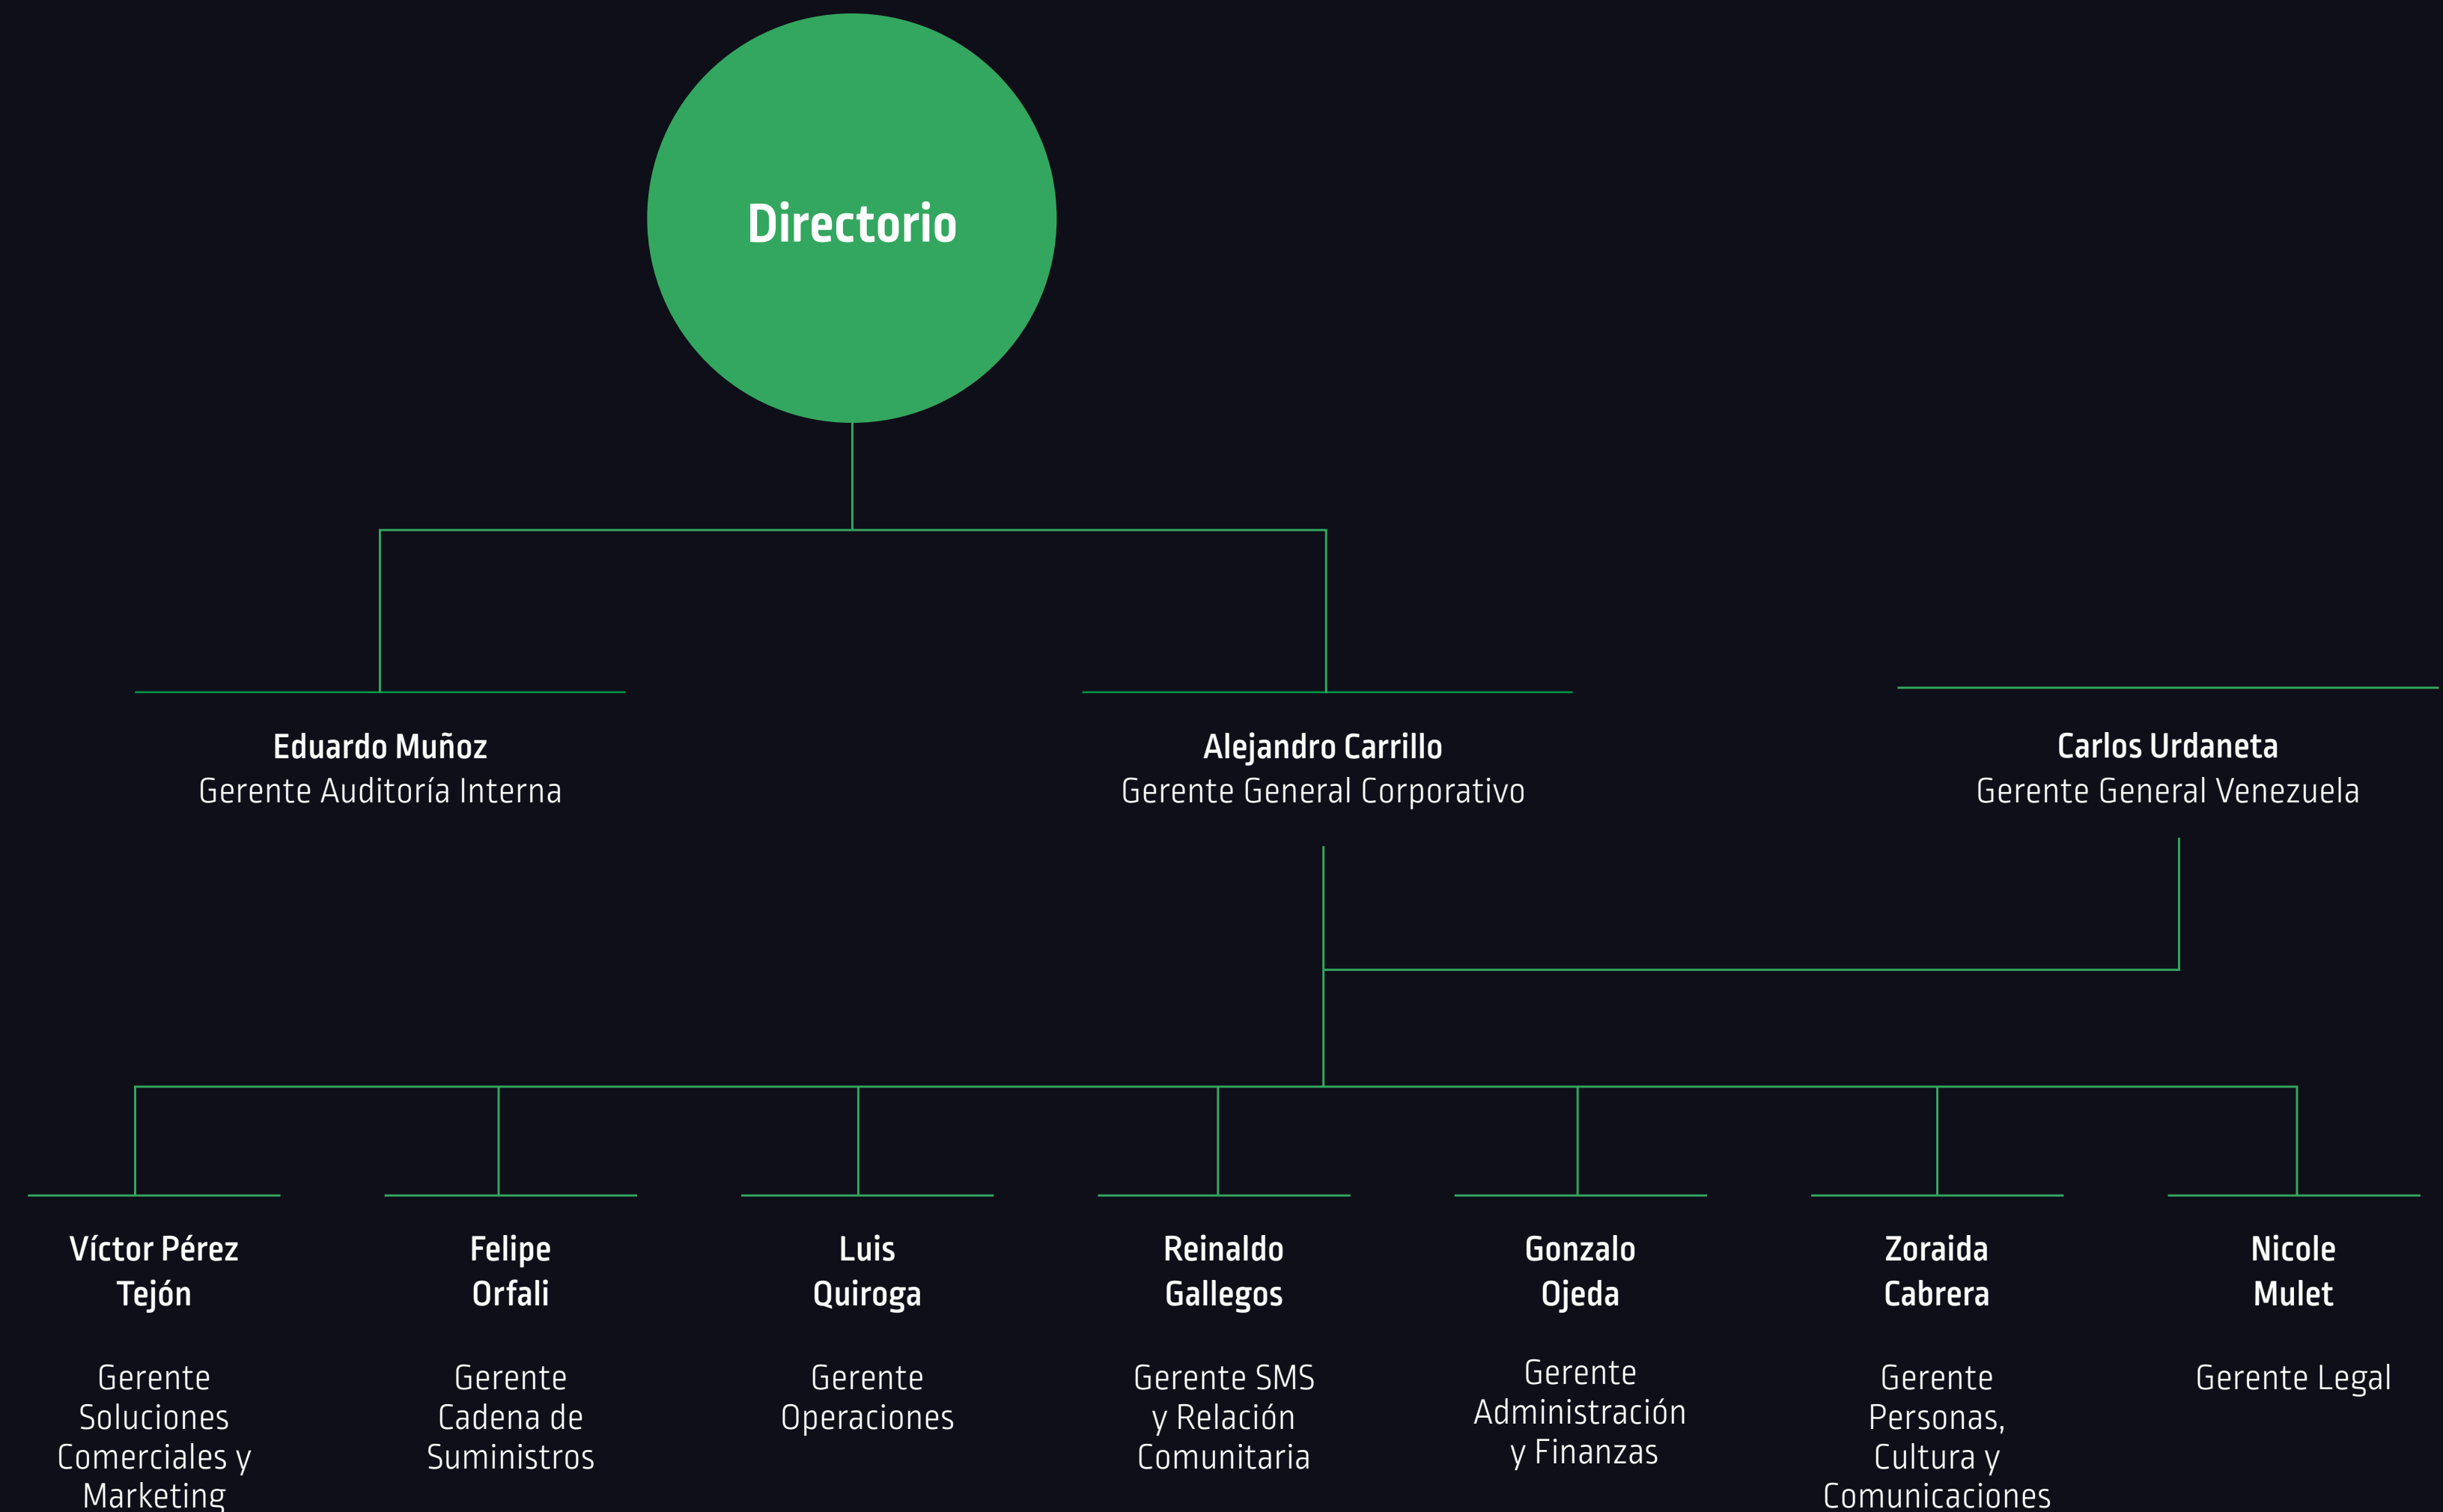 Directorio
Eduardo Muñoz
Gerente Auditoría Interna
Alejandro Carrillo
Gerente General Corporativo
Carlos Urdaneta
Gerente General Venezuela
Víctor Pérez
Tejón
Gerente
Soluciones
Comerciales y
Marketing
Felipe
Orfali
Gerente
Cadena de
Suministros
Luis
Quiroga
Gerente
Operaciones
Reinaldo
Gallegos
Gerente SMS
y Relación
Comunitaria
Gonzalo
Ojeda
Gerente
Administración
y Finanzas
Zoraida
Cabrera
Gerente
Personas,
Cultura y
Comunicaciones
Nicole
Mulet
Gerente Legal